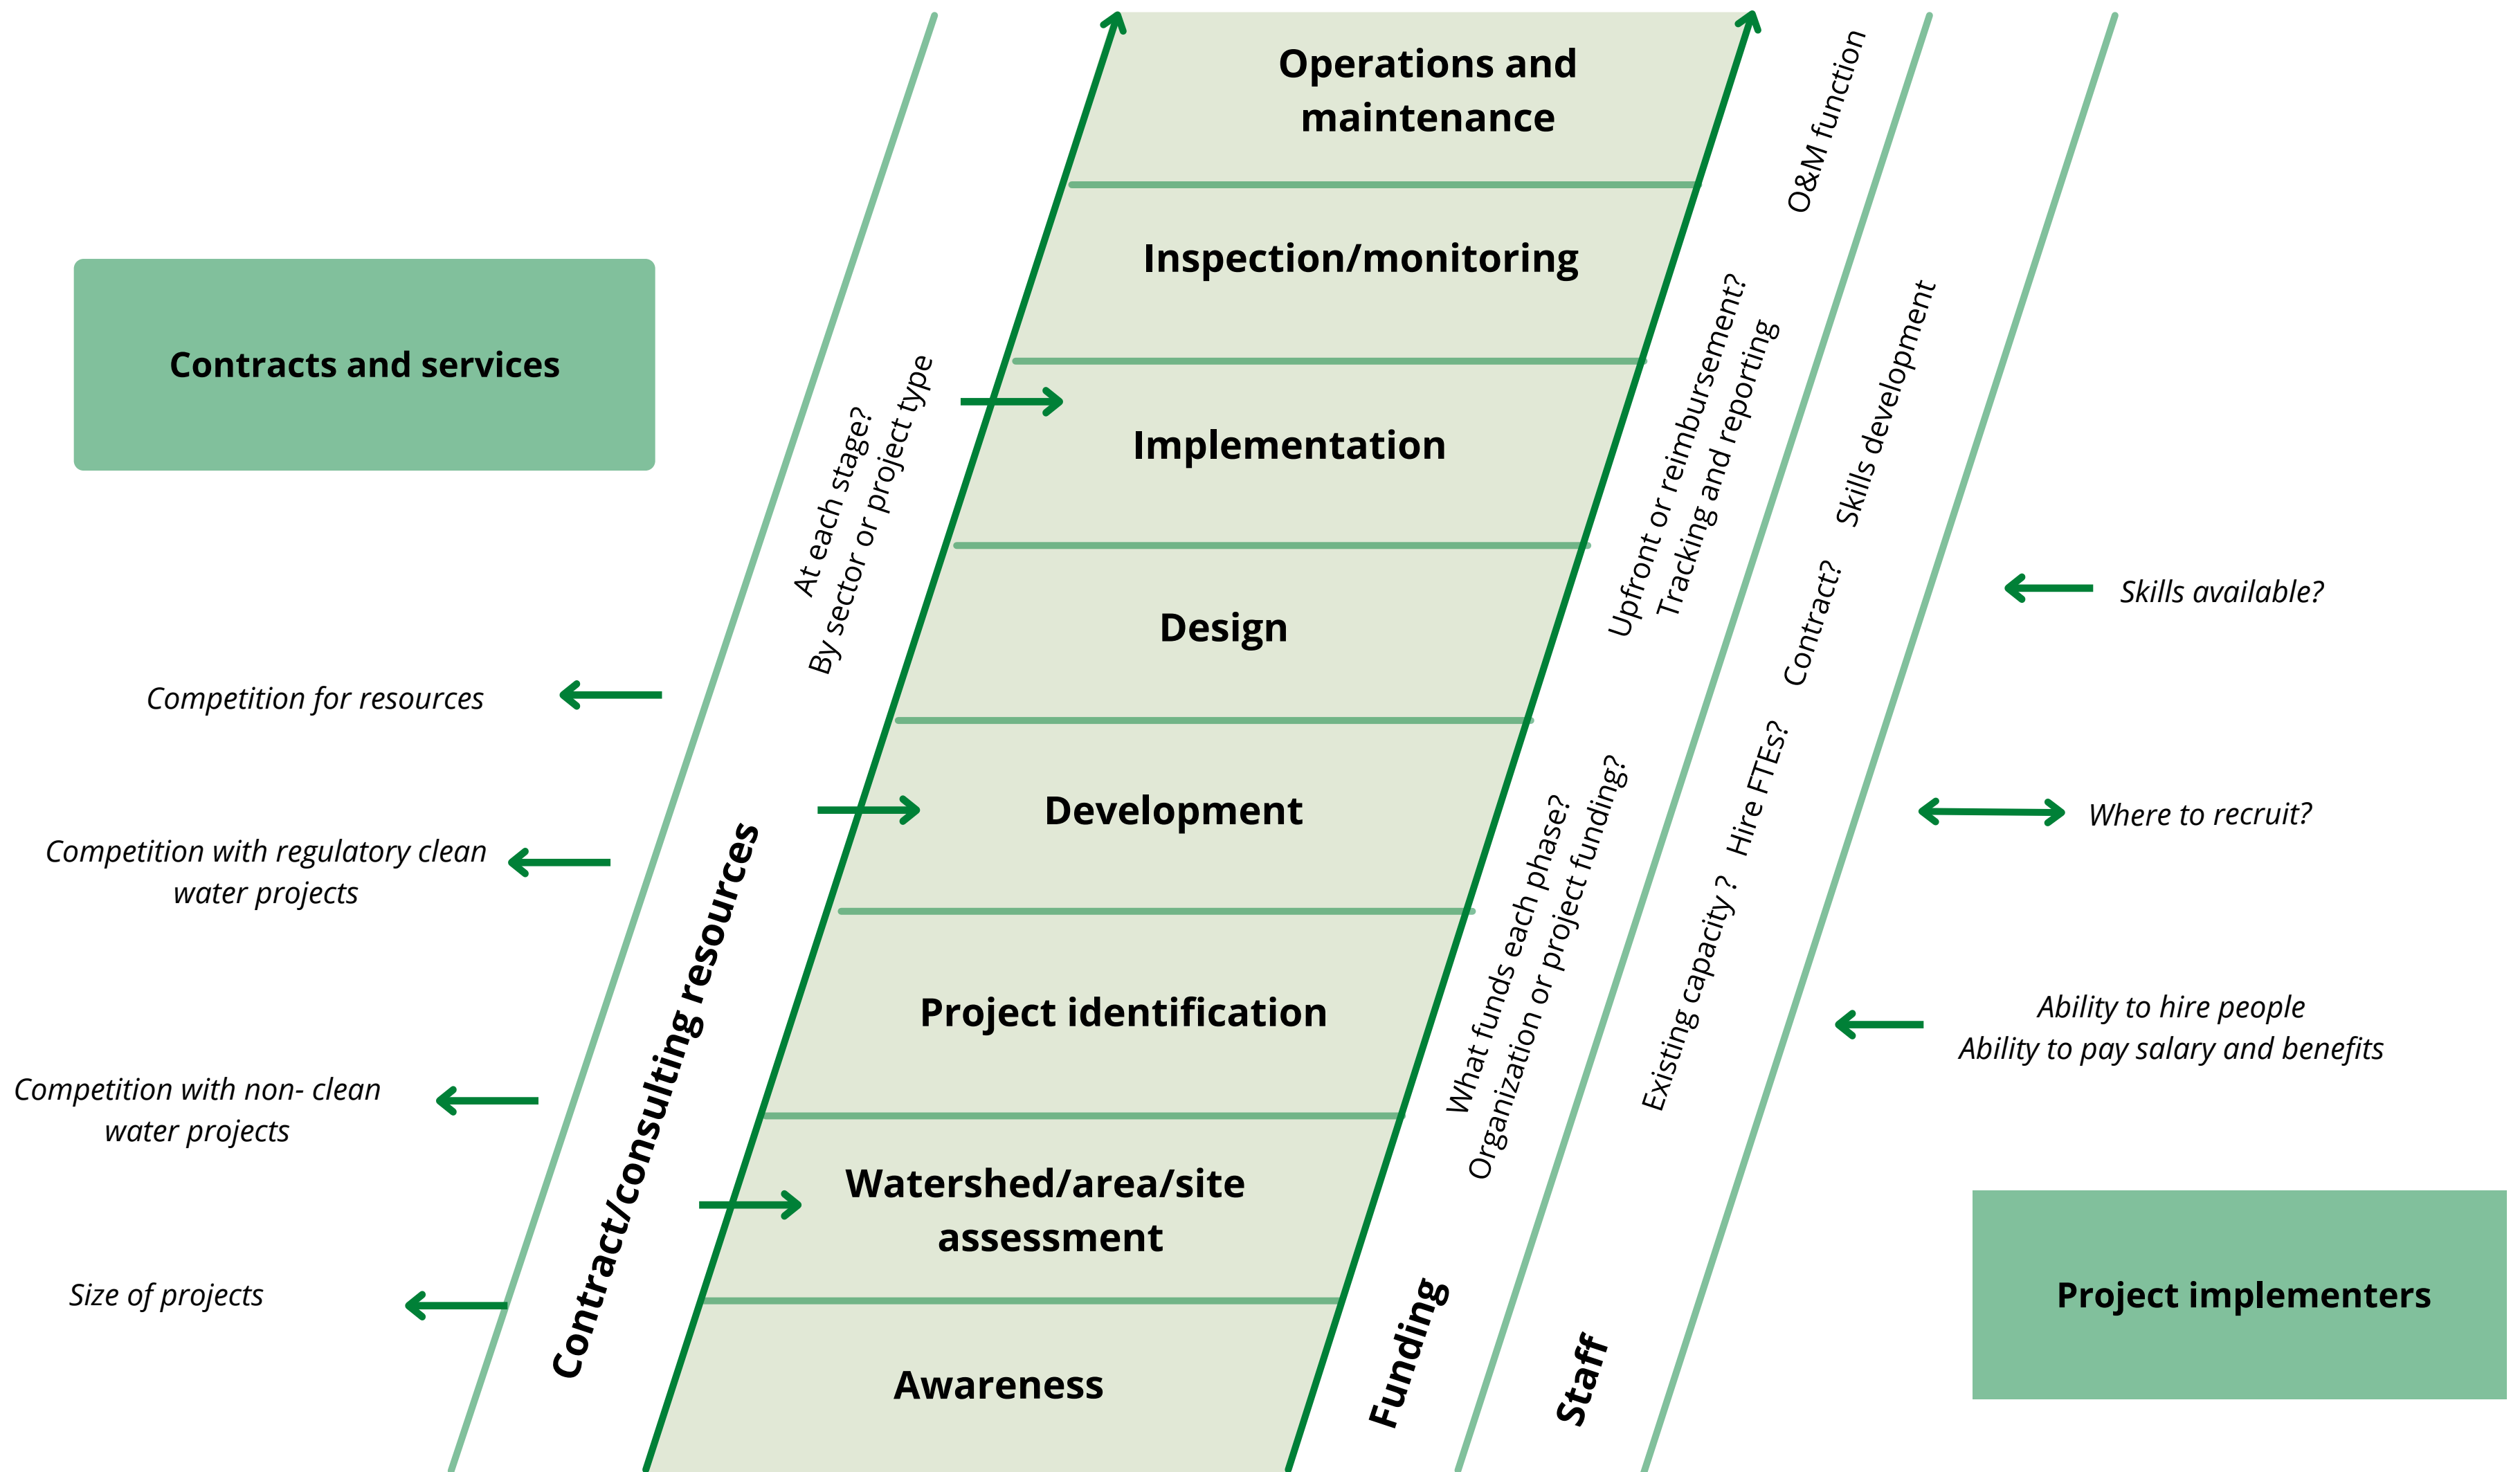 Operations and
maintenance
Inspection/monitoring
Implementation
Design
Development
Project identification
Watershed/area/site
assessment
Awareness
Contracts and services
Competition for resources
Competition with regulatory clean
water projects
Competition with non- clean
water projects
Size of projects
Contract/consulting resources
At each stage?
By sector or project type
Funding
What funds each phase?
Organization or project funding?
Upfront or reimbursement?
Tracking and reporting
O&M function
Staff
Existing capacity ?
Hire FTEs?
Contract?
Skills development
Skills available?
Where to recruit?
Ability to hire people
Ability to pay salary and benefits
Project implementers